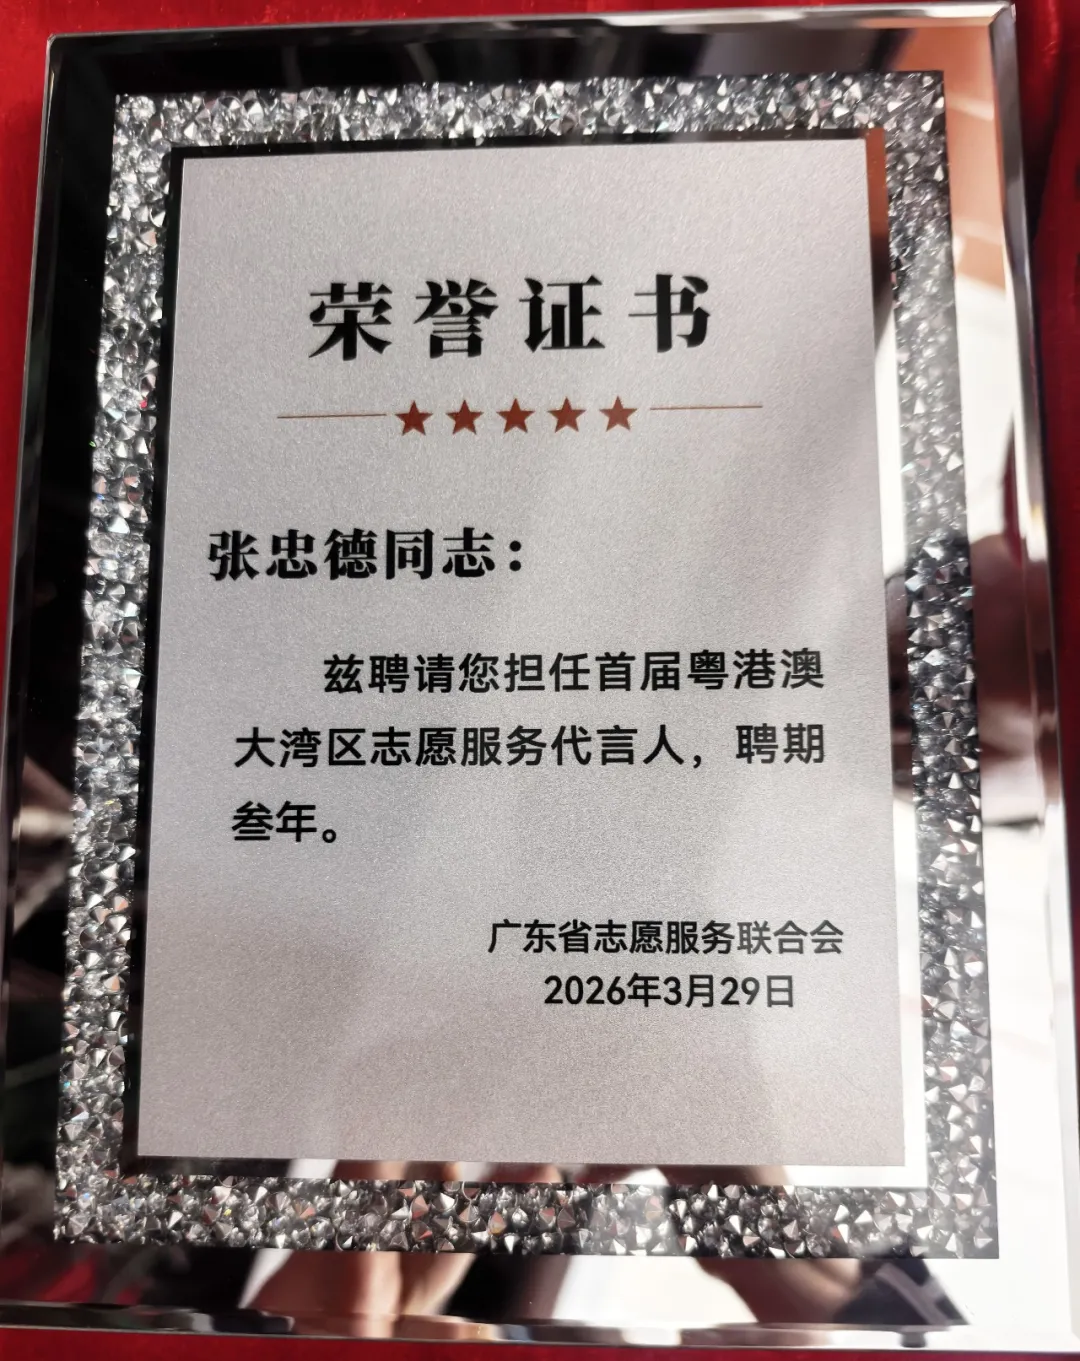 荣誉证书
张忠德同志：
兹聘请您担任首届粤港澳
大湾区志愿服务代言人，聘期
叁年。
广东省志愿服务联合会
2026年3月29日